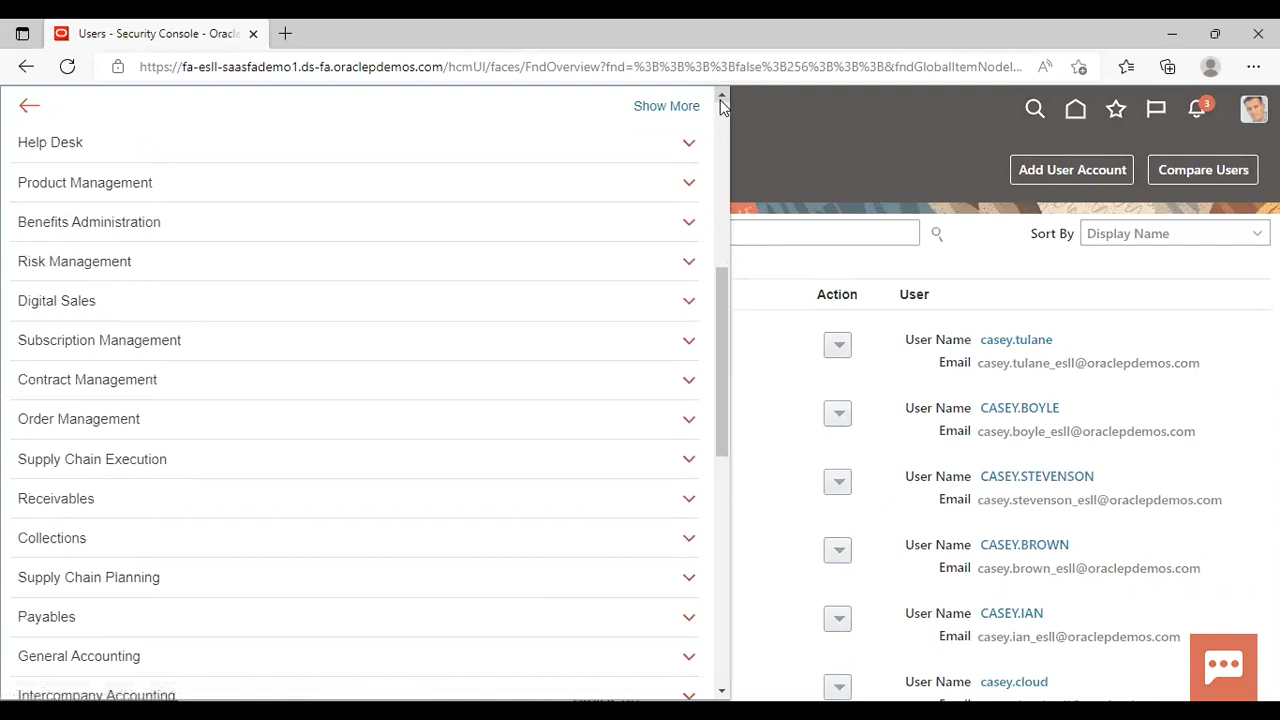 Users - Security Console - Oracle
https://fa-esll-saasfademo1.ds-fa.oraclepdemos.com/hcmUI/faces/FndOverview?fnd=%3B%3B%3B%3Bfalse%3B256%3B%3B%3B&fndGlobalItemNodeI...
Show More
3
Help Desk
Product Management
Benefits Administration
Risk Management
Digital Sales
Subscription Management
Contract Management
Order Management
Supply Chain Execution
Receivables
Collections
Supply Chain Planning
Payables
General Accounting
Intercompany Accounting
Add User Account
Compare Users
Sort By Display Name
Action User
User Name casey.tulane
Email casey.tulane_esll@oraclepdemos.com
User Name CASEY.BOYLE
Email casey.boyle_esll@oraclepdemos.com
User Name CASEY.STEVENSON
Email casey.stevenson_esll@oraclepdemos.com
User Name CASEY.BROWN
Email casey.brown_esll@oraclepdemos.com
User Name CASEY.IAN
Email casey.ian_esll@oraclepdemos.com
User Name casey.cloud